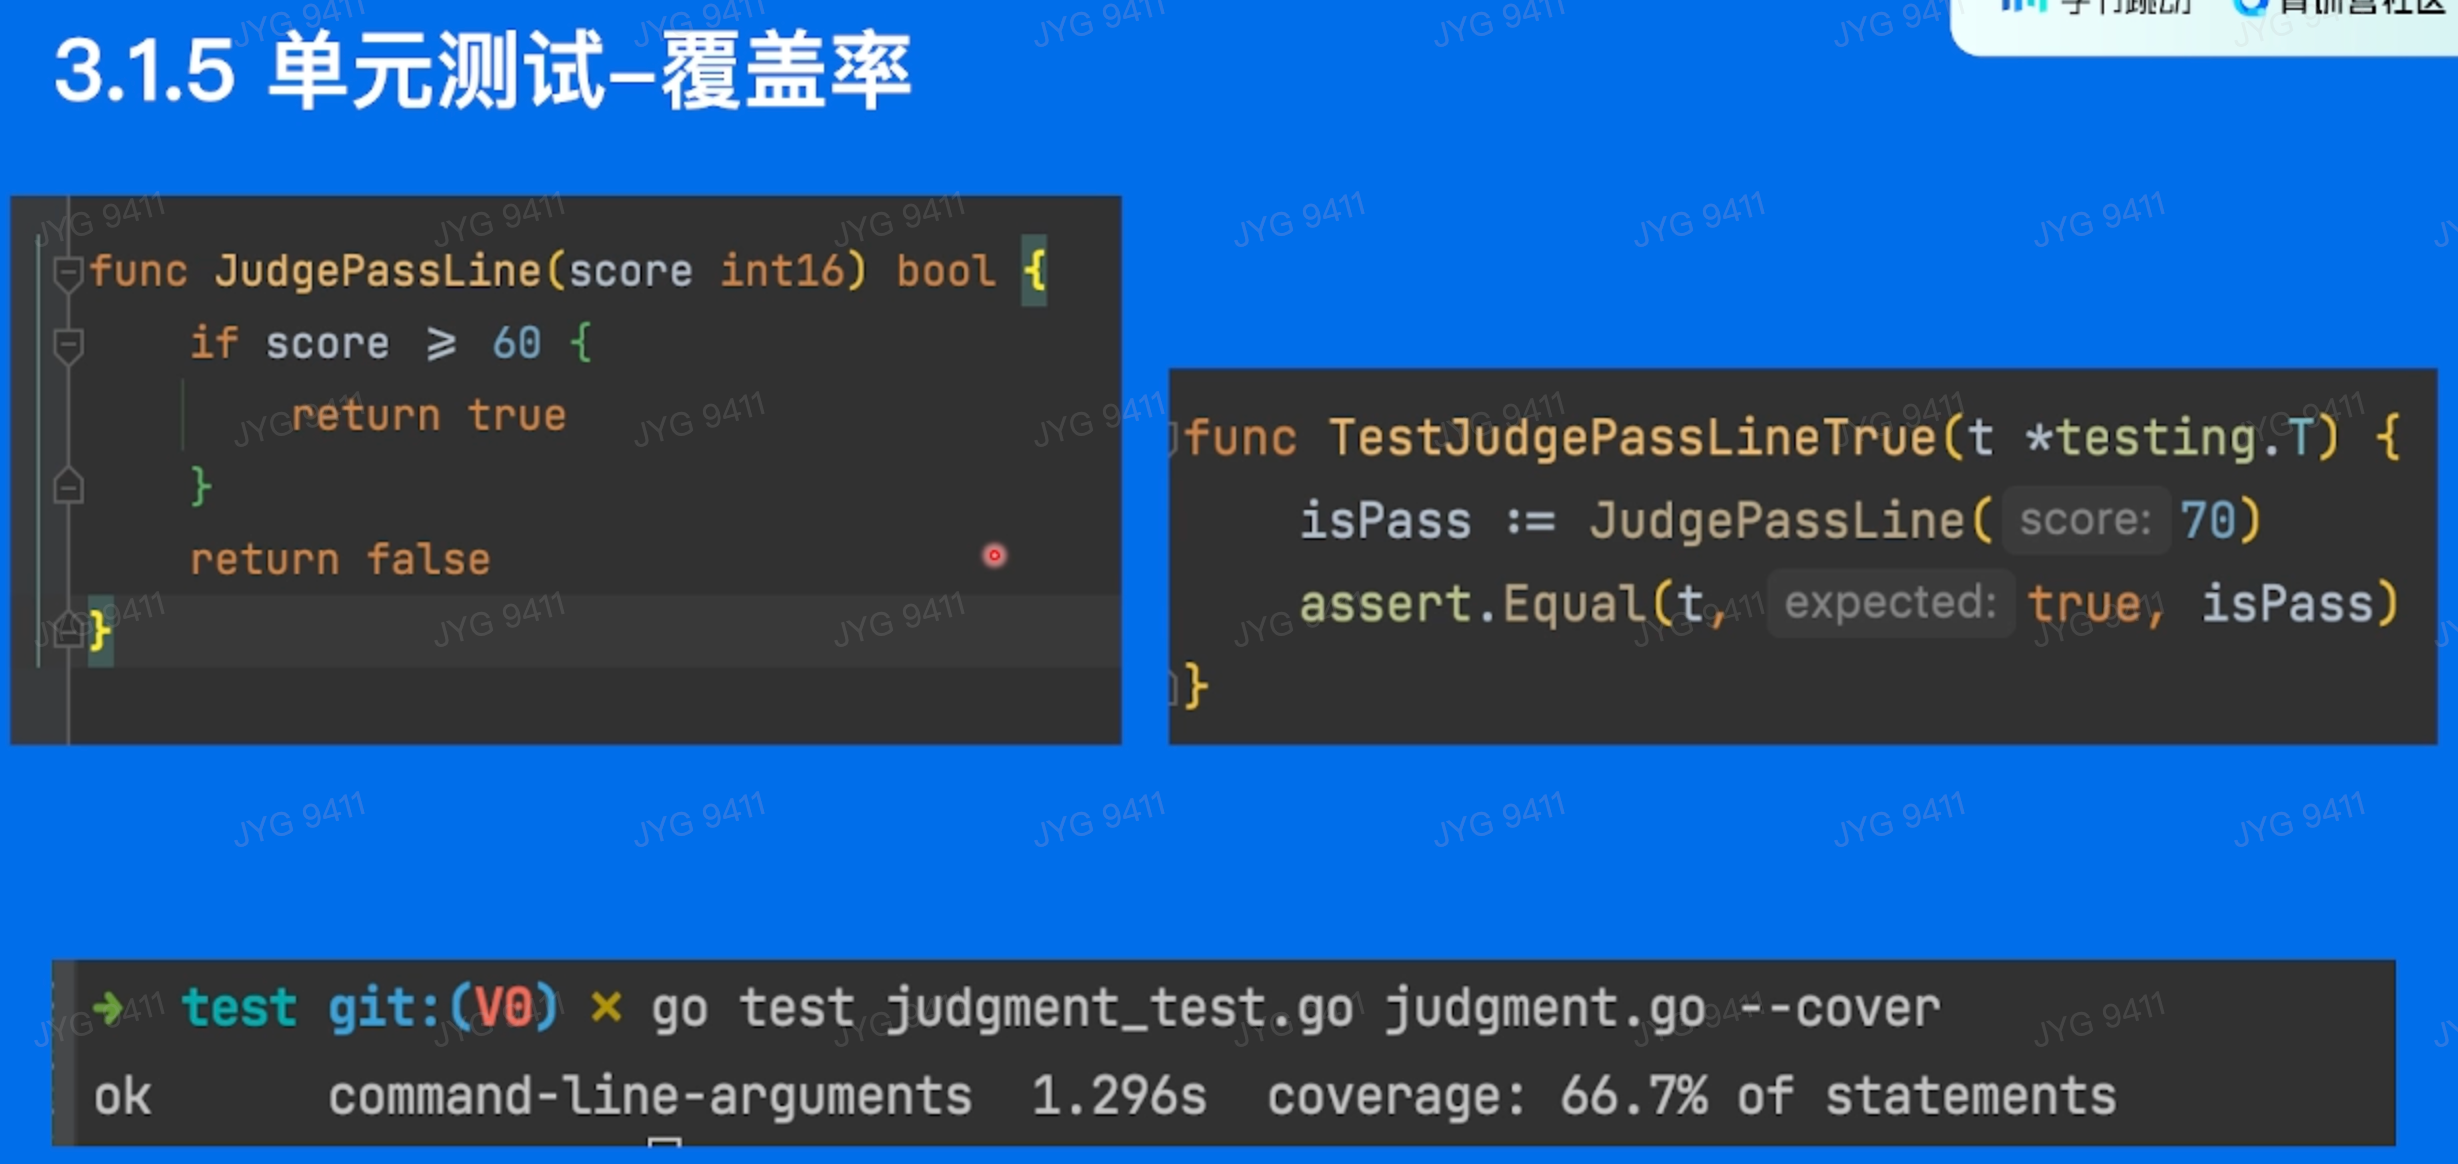 3.1.5 单元测试-覆盖率
func JudgePassLine(score int16) bool {
if score ⩾ 60 {
return true
}
return false
}
func TestJudgePassLineTrue(t *testing.T) {
isPass := JudgePassLine( score: 70)
assert.Equal(t, expected: true, isPass)
}
→ test git:(V0) × go test judgment_test.go judgment.go --cover
ok command-line-arguments 1.296s coverage: 66.7% of statements
JYG 9411